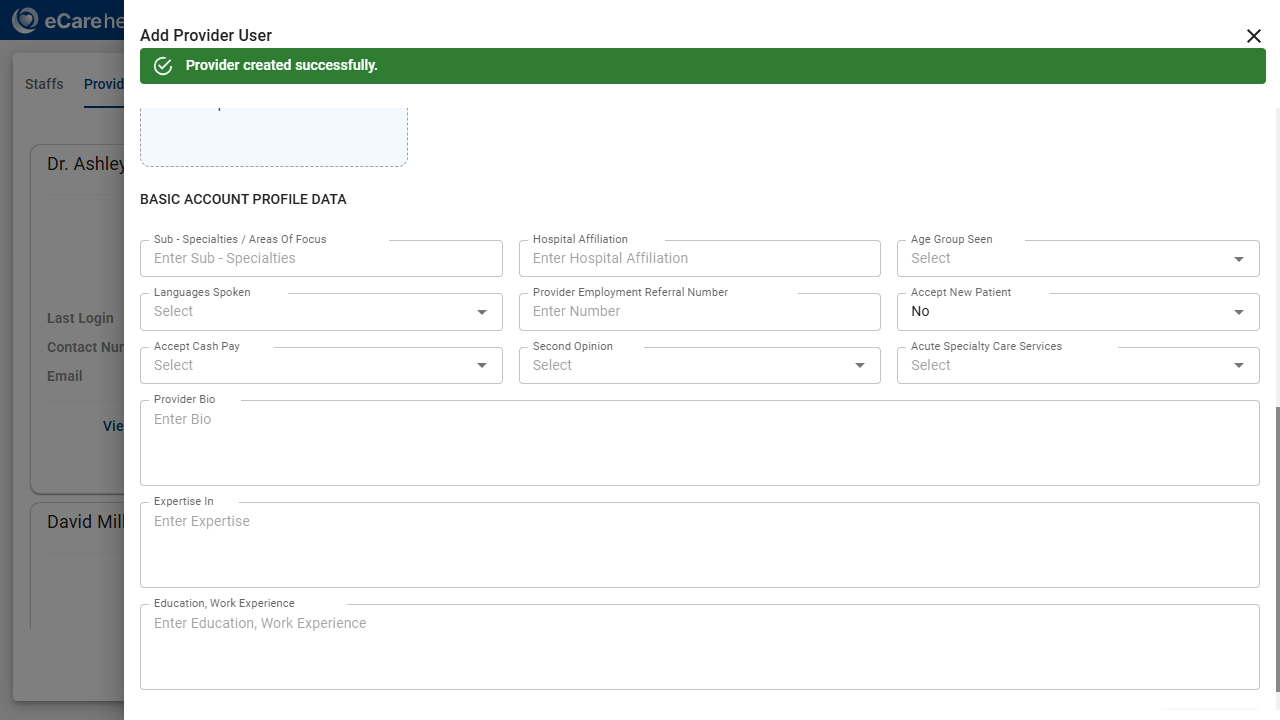 eCare he
Add Provider User
Provider created successfully.
Staffs
Provid
BASIC ACCOUNT PROFILE DATA
Sub - Specialties / Areas Of Focus
Enter Sub - Specialties
Hospital Affiliation
Enter Hospital Affiliation
Age Group Seen
Select
Languages Spoken
Select
Provider Employment Referral Number
Enter Number
Accept New Patient
No
Accept Cash Pay
Select
Second Opinion
Select
Acute Specialty Care Services
Select
Provider Bio
Enter Bio
Expertise In
Enter Expertise
Education, Work Experience
Enter Education, Work Experience
Dr. Ashley
Last Login
Contact Nur
Email
Vie
David Mill